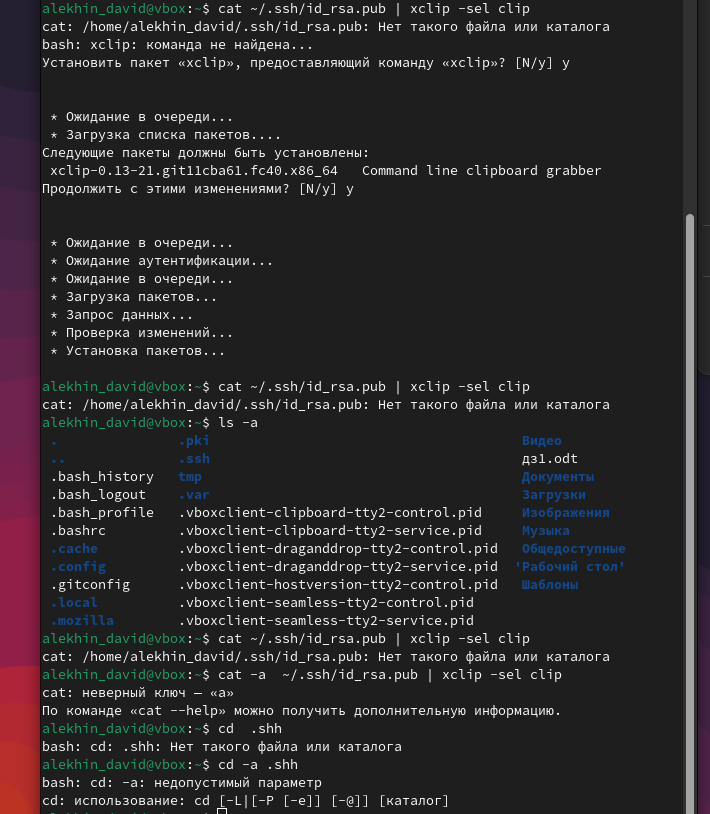 alekhin_david@vbox:~$ cat ~/.ssh/id_rsa.pub | xclip -sel clip
cat: /home/alekhin_david/.ssh/id_rsa.pub: Нет такого файла или каталога
bash: xclip: команда не найдена...
Установить пакет «xclip», предоставляющий команду «xclip»? [N/y] y
* Ожидание в очереди...
* Загрузка списка пакетов....
Следующие пакеты должны быть установлены:
xclip-0.13-21.git11cba61.fc40.x86_64   Command line clipboard grabber
Продолжить с этими изменениями? [N/y] y
* Ожидание в очереди...
* Ожидание аутентификации...
* Ожидание в очереди...
* Загрузка пакетов...
* Запрос данных...
* Проверка изменений...
* Установка пакетов...
alekhin_david@vbox:~$ cat ~/.ssh/id_rsa.pub | xclip -sel clip
cat: /home/alekhin_david/.ssh/id_rsa.pub: Нет такого файла или каталога
alekhin_david@vbox:~$ ls -a
.   .pki   Видео
..   .ssh   дз1.odt
.bash_history   tmp   Документы
.bash_logout   .var   Загрузки
.bash_profile   .vboxclient-clipboard-tty2-control.pid   Изображения
.bashrc   .vboxclient-clipboard-tty2-service.pid   Музыка
.cache   .vboxclient-draganddrop-tty2-control.pid   Общедоступные
.config   .vboxclient-draganddrop-tty2-service.pid   'Рабочий стол'
.gitconfig   .vboxclient-hostversion-tty2-control.pid   Шаблоны
.local   .vboxclient-seamless-tty2-control.pid
.mozilla   .vboxclient-seamless-tty2-service.pid
alekhin_david@vbox:~$ cat ~/.ssh/id_rsa.pub | xclip -sel clip
cat: /home/alekhin_david/.ssh/id_rsa.pub: Нет такого файла или каталога
alekhin_david@vbox:~$ cat -a  ~/.ssh/id_rsa.pub | xclip -sel clip
cat: неверный ключ — «a»
По команде «cat --help» можно получить дополнительную информацию.
alekhin_david@vbox:~$ cd  .shh
bash: cd: .shh: Нет такого файла или каталога
alekhin_david@vbox:~$ cd -a .shh
bash: cd: -a: недопустимый параметр
cd: использование: cd [-L|[-P [-e]] [-@]] [каталог]